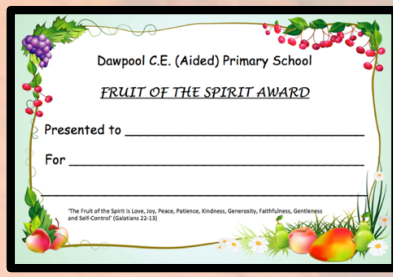 Dawpool C.E. (Aided) Primary School
FRUIT OF THE SPIRIT AWARD
Presented to
For
'The Fruit of the Spirit is Love, Joy, Peace, Patience, Kindness, Generosity, Faithfulness, Gentleness
and Self-Control' (Galatians 22-13)